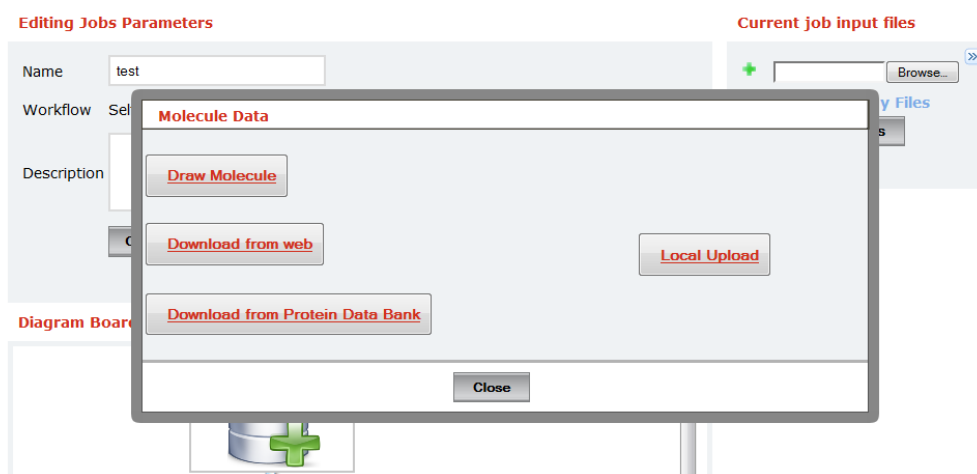 Editing Jobs Parameters
Current job input files
Name
test
Browse...
Workflow
Sel
y Files
s
Description
Molecule Data
Draw Molecule
Download from web
Local Upload
Download from Protein Data Bank
Close
Diagram Boar